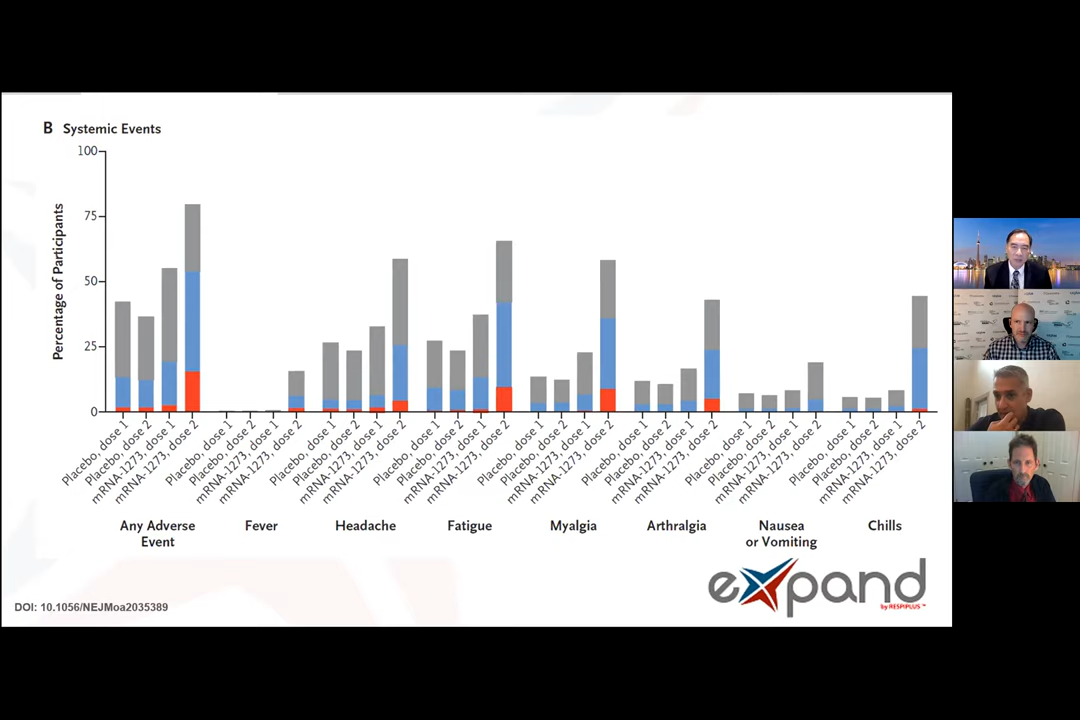 B Systemic Events
Percentage of Participants
100
75
50
25
0
Placebo, dose 1
Placebo, dose 2
mRNA-1273, dose 1
mRNA-1273, dose 2
Placebo, dose 1
Placebo, dose 2
mRNA-1273, dose 1
mRNA-1273, dose 2
Placebo, dose 1
Placebo, dose 2
mRNA-1273, dose 1
mRNA-1273, dose 2
Placebo, dose 1
Placebo, dose 2
mRNA-1273, dose 1
mRNA-1273, dose 2
Placebo, dose 1
Placebo, dose 2
mRNA-1273, dose 1
mRNA-1273, dose 2
Placebo, dose 1
Placebo, dose 2
mRNA-1273, dose 1
mRNA-1273, dose 2
Placebo, dose 1
Placebo, dose 2
mRNA-1273, dose 1
mRNA-1273, dose 2
Placebo, dose 1
Placebo, dose 2
mRNA-1273, dose 1
mRNA-1273, dose 2
Any Adverse
Event
Fever
Headache
Fatigue
Myalgia
Arthralgia
Nausea
or Vomiting
Chills
expand
by RESPIPLUS™
DOI: 10.1056/NEJMoa2035389